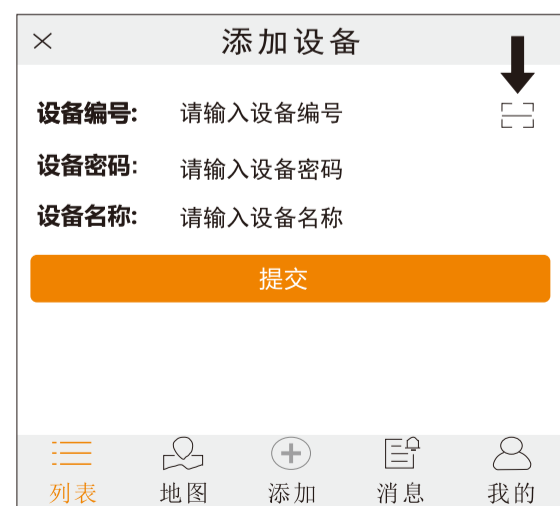 添加设备
设备编号: 请输入设备编号
设备密码: 请输入设备密码
设备名称: 请输入设备名称
提交
列表 地图 添加 消息 我的